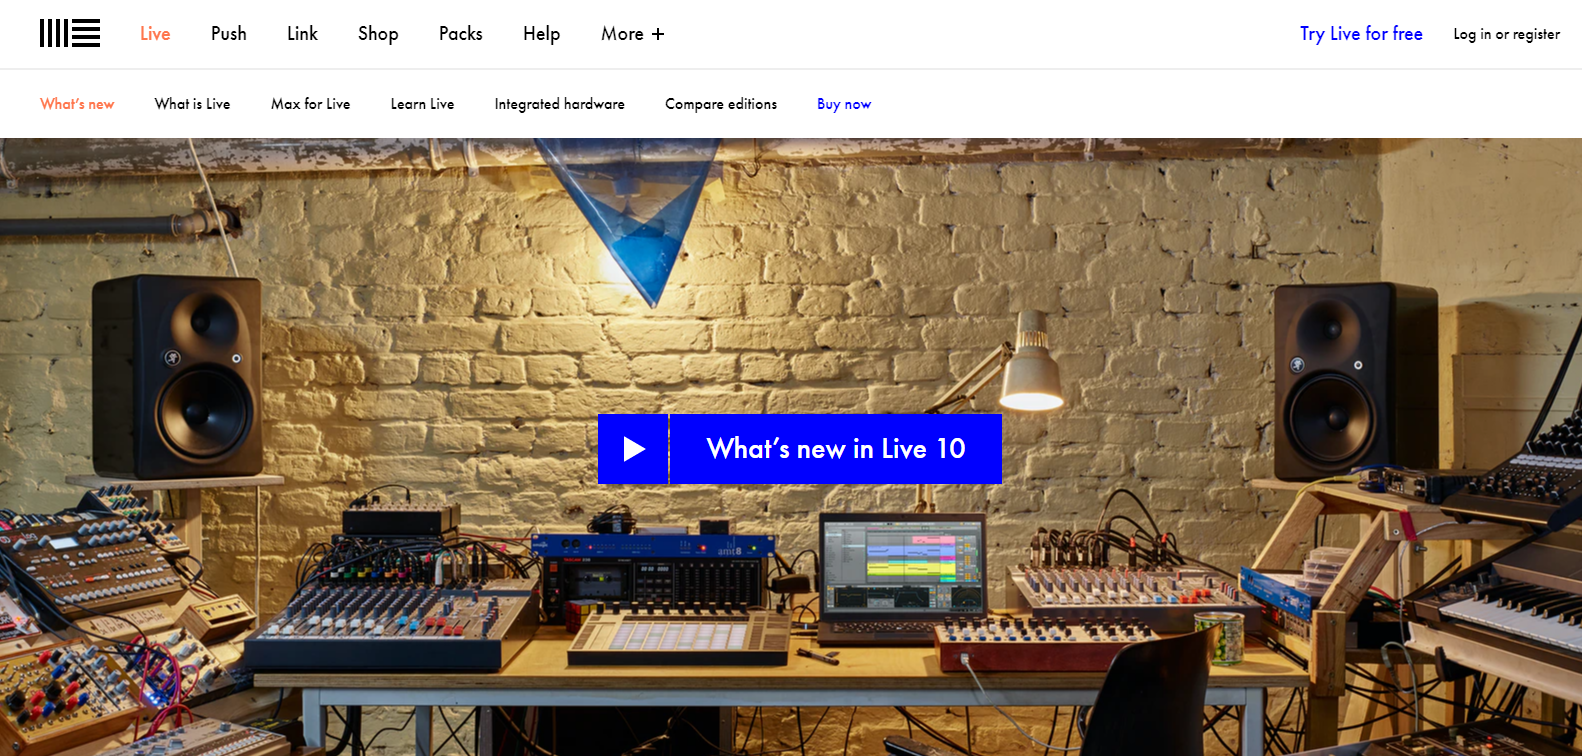 Live Push Link Shop Packs Help More +
Try Live for free Log in or register
What's new What is Live Max for Live Learn Live Integrated hardware Compare editions Buy now
What's new in Live 10
amt8